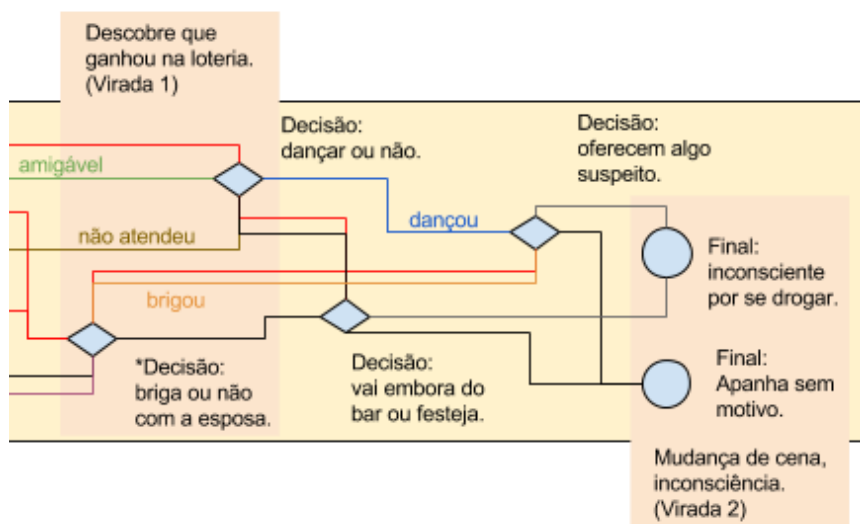 Descobre que
ganhou na loteria.
(Virada 1)
Decisão:
dançar ou não.
Decisão:
oferecem algo
suspeito.
amigável
dançou
não atendeu
Final:
inconsciente
por se drogar.
brigou
*Decisão:
briga ou não
com a esposa.
Decisão:
vai embora do
bar ou festeja.
Final:
Apanha sem
motivo.
Mudança de cena,
inconsciência.
(Virada 2)